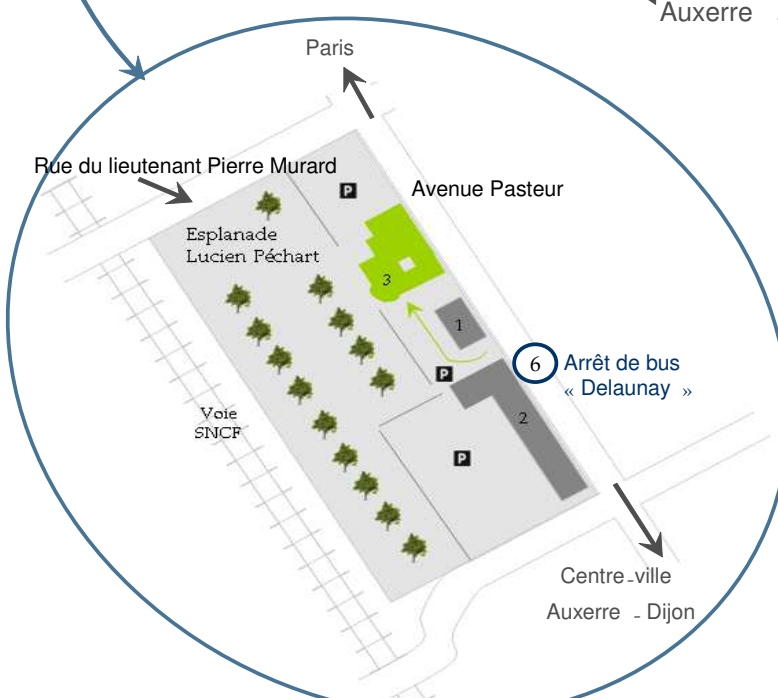 Auxerre
Paris
Rue du lieutenant Pierre Murard
P
Avenue Pasteur
Esplanade
Lucien Péchart
3
1
6 Arrêt de bus
« Delaunay »
P
Voie
SNCF
2
P
Centre-ville
Auxerre - Dijon